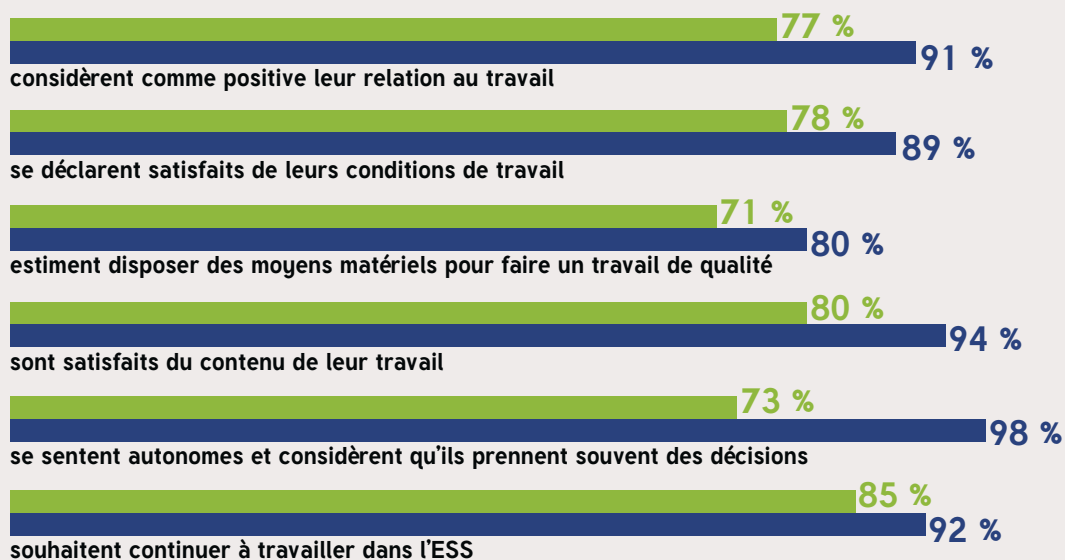 77 %
91 %
considèrent comme positive leur relation au travail
78 %
89 %
se déclarent satisfaits de leurs conditions de travail
71 %
80 %
estiment disposer des moyens matériels pour faire un travail de qualité
80 %
94 %
sont satisfaits du contenu de leur travail
73 %
98 %
se sentent autonomes et considèrent qu’ils prennent souvent des décisions
85 %
92 %
souhaitent continuer à travailler dans l’ESS